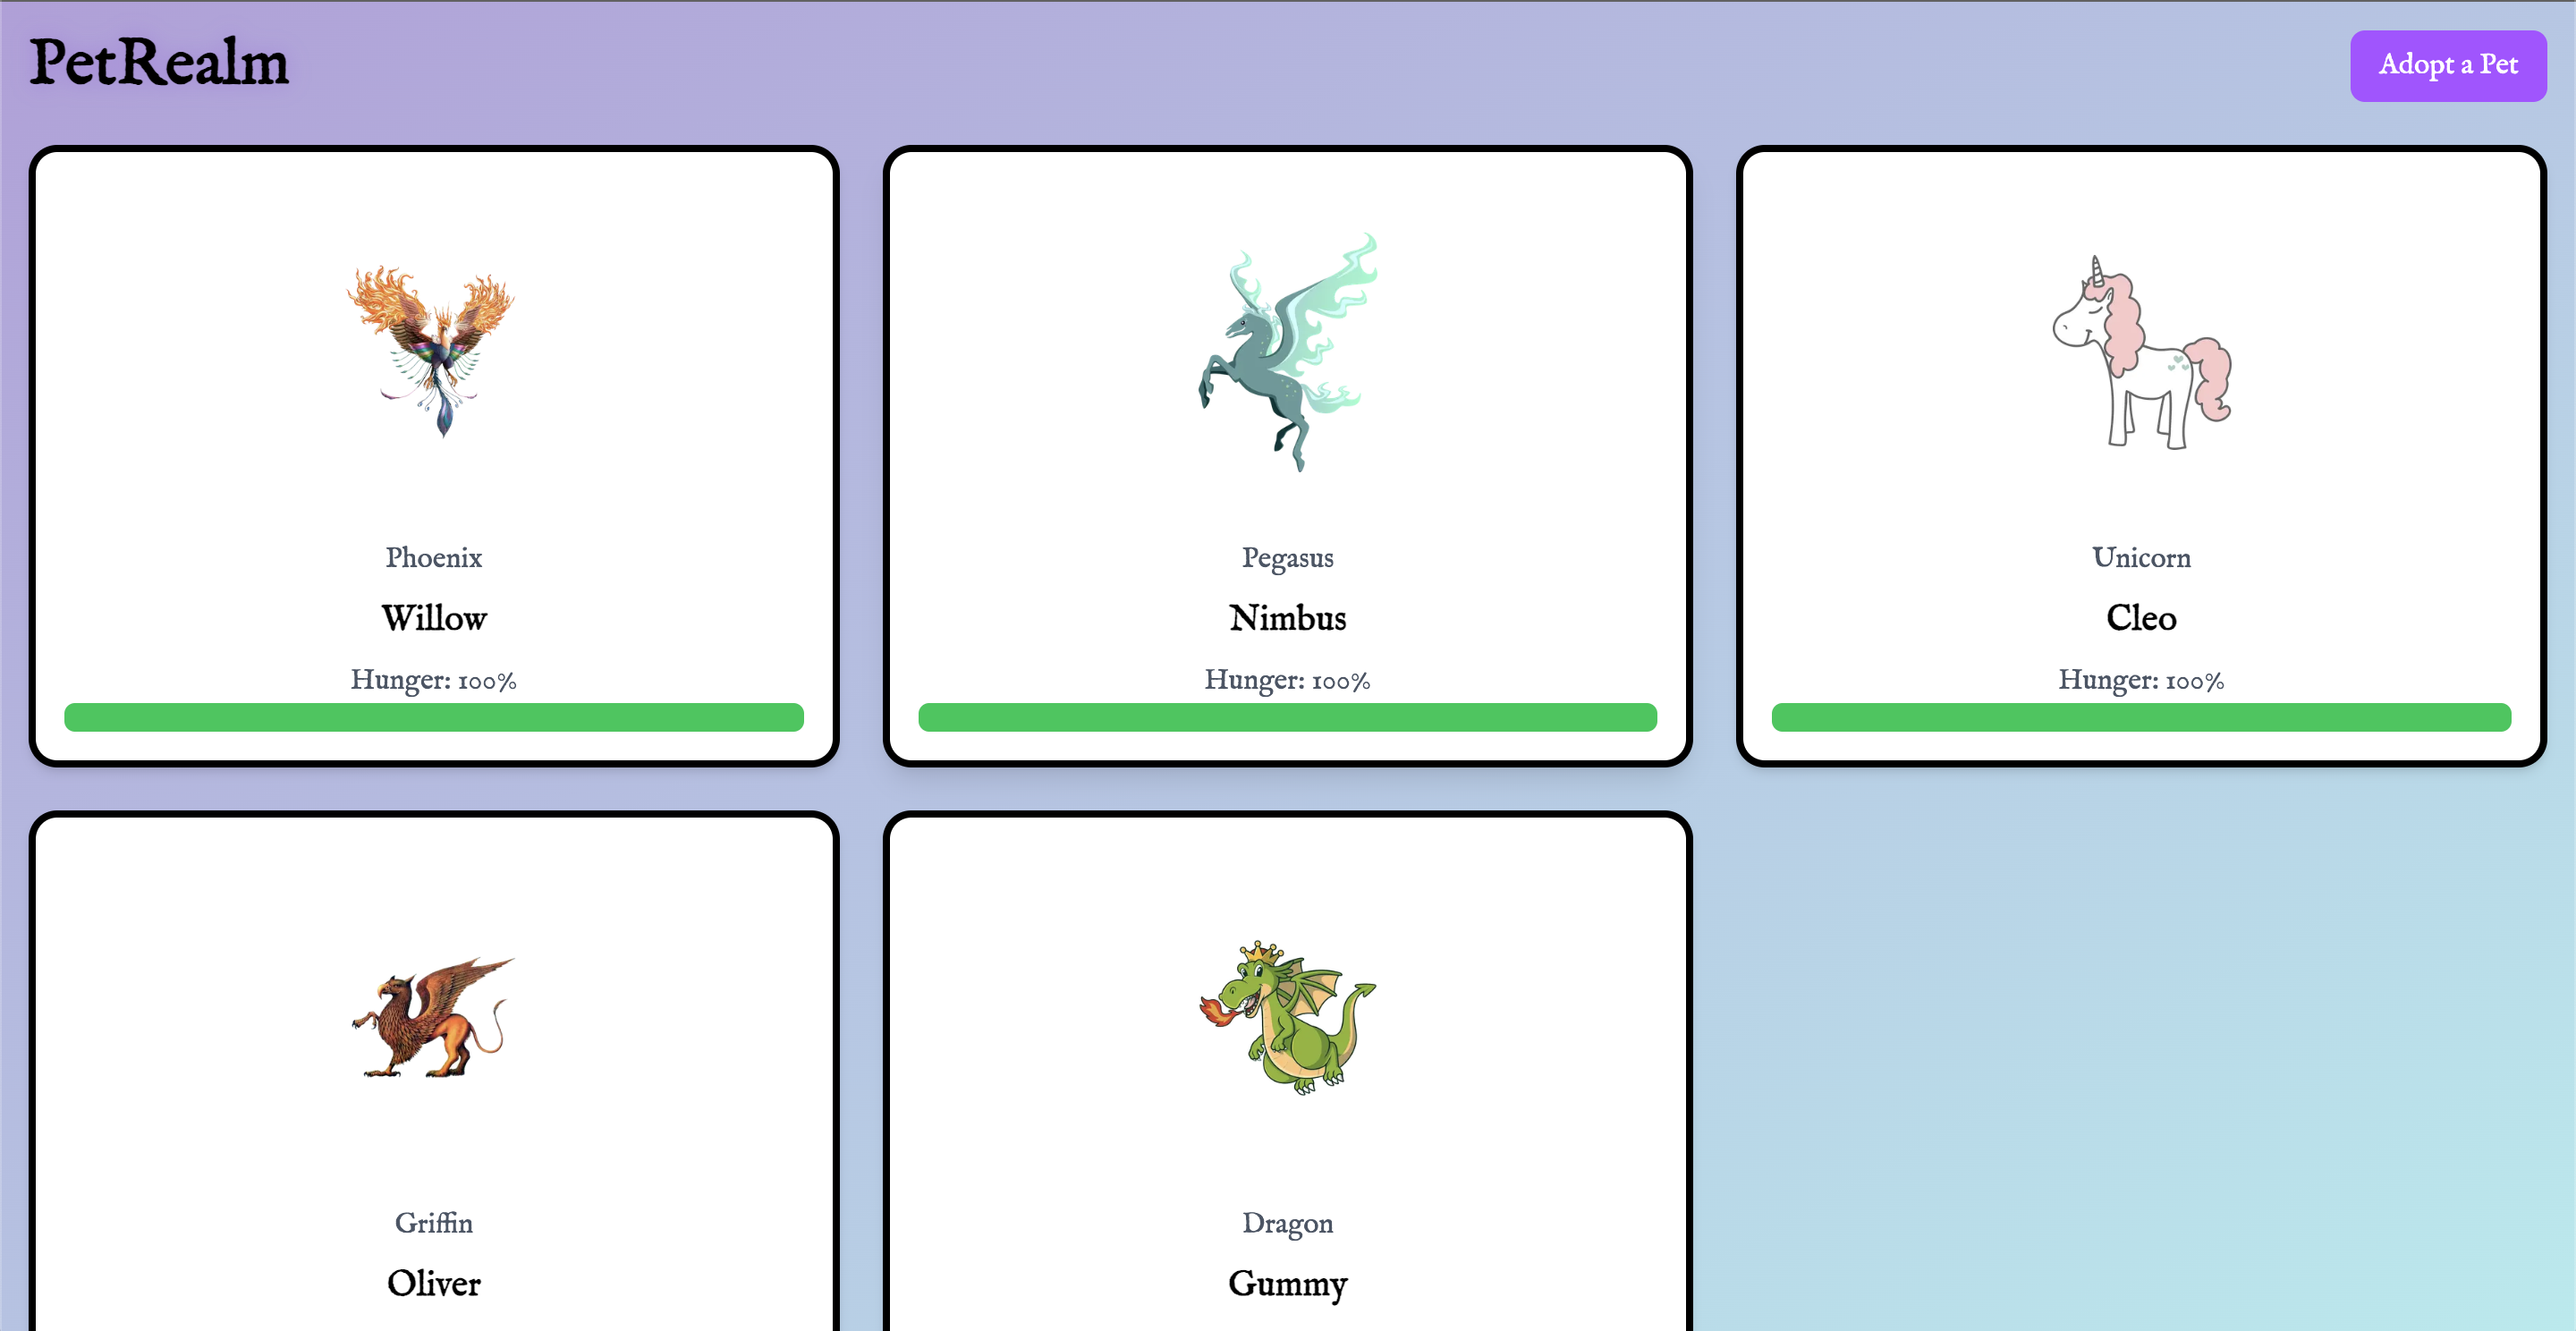 PetRealm
Adopt a Pet
Phoenix
Willow
Hunger: 100%
Pegasus
Nimbus
Hunger: 100%
Unicorn
Cleo
Hunger: 100%
Griffin
Oliver
Dragon
Gummy